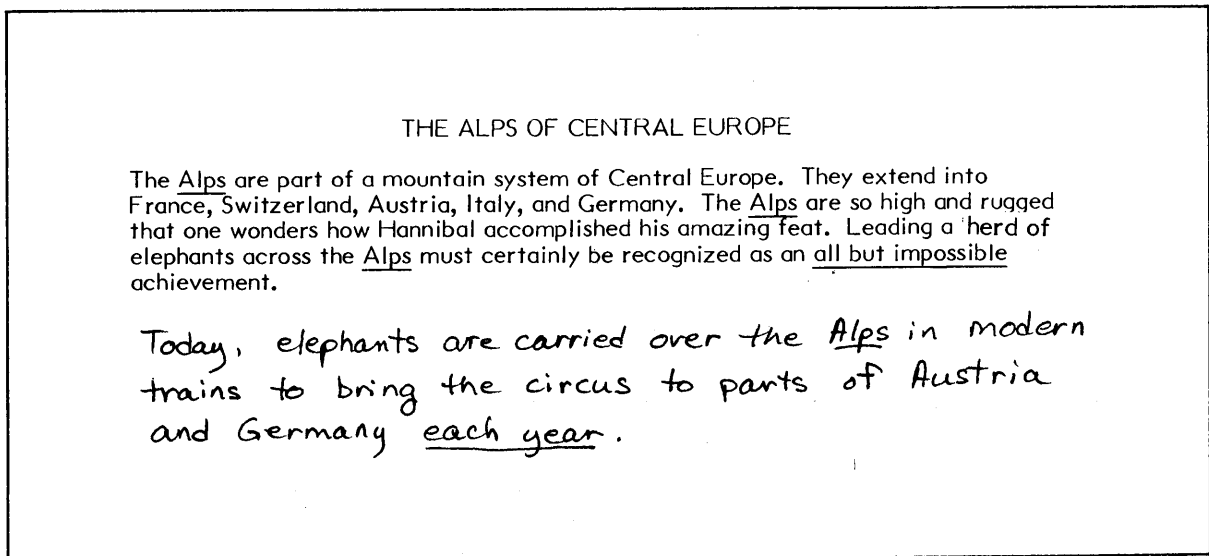 THE ALPS OF CENTRAL EUROPE
The Alps are part of a mountain system of Central Europe. They extend into
France, Switzerland, Austria, Italy, and Germany. The Alps are so high and rugged
that one wonders how Hannibal accomplished his amazing feat. Leading a herd of
elephants across the Alps must certainly be recognized as an all but impossible
achievement.
Today, elephants are carried over the Alps in modern
trains to bring the circus to parts of Austria
and Germany each year.